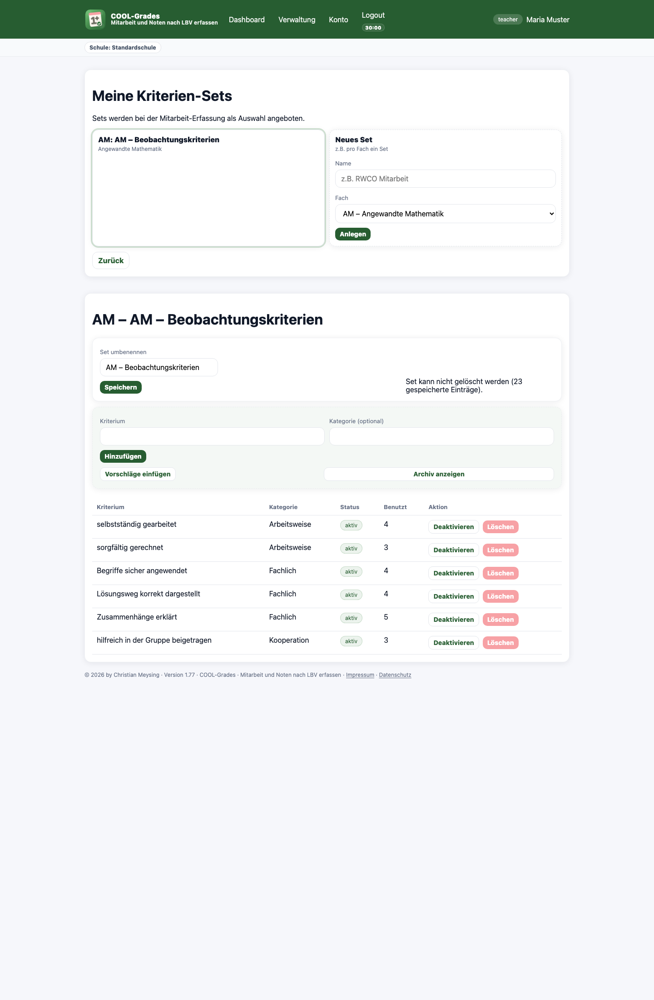 1+
COOL-Grades
Mitarbeit und Noten nach LBV erfassen
Dashboard
Verwaltung
Konto
Logout
30:00
teacher
Maria Muster
Schule: Standardschule
Meine Kriterien-Sets
Sets werden bei der Mitarbeit-Erfassung als Auswahl angeboten.
AM: AM – Beobachtungskriterien
Angewandte Mathematik
Neues Set
z.B. pro Fach ein Set
Name
z.B. RWCO Mitarbeit
Fach
AM – Angewandte Mathematik
Anlegen
Zurück
AM – AM – Beobachtungskriterien
Set umbenennen
AM – Beobachtungskriterien
Speichern
Set kann nicht gelöscht werden (23
gespeicherte Einträge).
Kriterium
Kategorie (optional)
Hinzufügen
Vorschläge einfügen
Archiv anzeigen
Kriterium Kategorie Status Benutzt Aktion
selbstständig gearbeitet Arbeitsweise aktiv 4 Deaktivieren Löschen
sorgfältig gerechnet Arbeitsweise aktiv 3 Deaktivieren Löschen
Begriffe sicher angewendet Fachlich aktiv 4 Deaktivieren Löschen
Lösungsweg korrekt dargestellt Fachlich aktiv 4 Deaktivieren Löschen
Zusammenhänge erklärt Fachlich aktiv 5 Deaktivieren Löschen
hilfreich in der Gruppe beigetragen Kooperation aktiv 3 Deaktivieren Löschen
© 2026 by Christian Meysing · Version 1.77 · COOL-Grades · Mitarbeit und Noten nach LBV erfassen · Impressum · Datenschutz